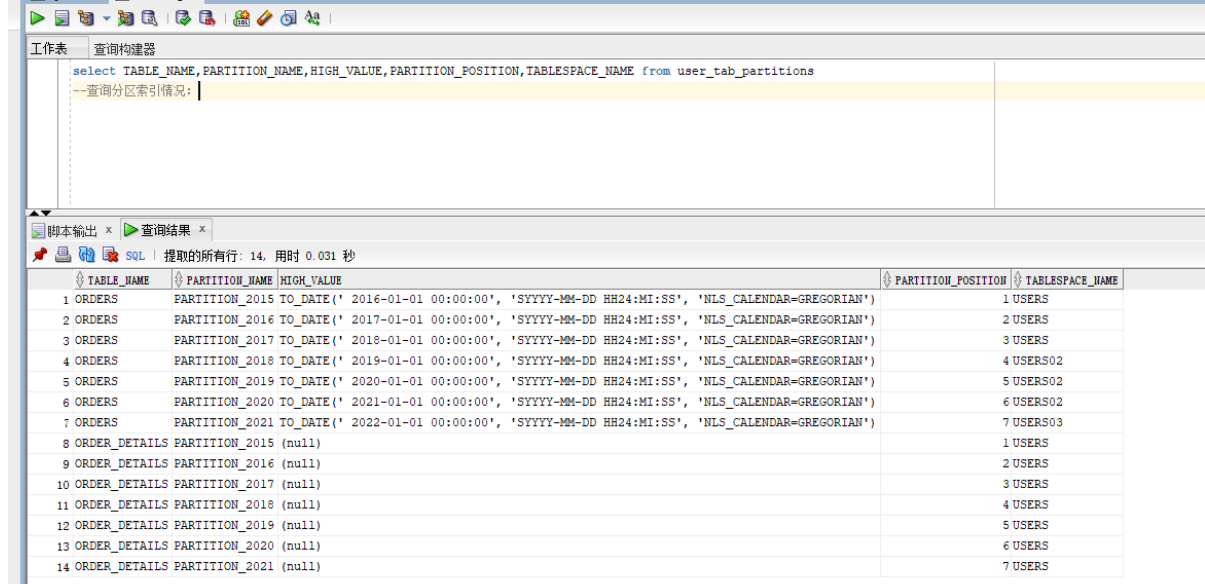 工作表 查询构建器
select TABLE_NAME,PARTITION_NAME,HIGH_VALUE,PARTITION_POSITION,TABLESPACE_NAME from user_tab_partitions
--查询分区索引情况:
脚本输出 × 查询结果 ×
SQL | 提取的所有行: 14, 用时 0.031 秒
TABLE_NAME PARTITION_NAME HIGH_VALUE PARTITION_POSITION TABLESPACE_NAME
1 ORDERS PARTITION_2015 TO_DATE(' 2016-01-01 00:00:00', 'SYYYY-MM-DD HH24:MI:SS', 'NLS_CALENDAR=GREGORIAN') 1 USERS
2 ORDERS PARTITION_2016 TO_DATE(' 2017-01-01 00:00:00', 'SYYYY-MM-DD HH24:MI:SS', 'NLS_CALENDAR=GREGORIAN') 2 USERS
3 ORDERS PARTITION_2017 TO_DATE(' 2018-01-01 00:00:00', 'SYYYY-MM-DD HH24:MI:SS', 'NLS_CALENDAR=GREGORIAN') 3 USERS
4 ORDERS PARTITION_2018 TO_DATE(' 2019-01-01 00:00:00', 'SYYYY-MM-DD HH24:MI:SS', 'NLS_CALENDAR=GREGORIAN') 4 USERS02
5 ORDERS PARTITION_2019 TO_DATE(' 2020-01-01 00:00:00', 'SYYYY-MM-DD HH24:MI:SS', 'NLS_CALENDAR=GREGORIAN') 5 USERS02
6 ORDERS PARTITION_2020 TO_DATE(' 2021-01-01 00:00:00', 'SYYYY-MM-DD HH24:MI:SS', 'NLS_CALENDAR=GREGORIAN') 6 USERS02
7 ORDERS PARTITION_2021 TO_DATE(' 2022-01-01 00:00:00', 'SYYYY-MM-DD HH24:MI:SS', 'NLS_CALENDAR=GREGORIAN') 7 USERS03
8 ORDER_DETAILS PARTITION_2015 (null) 1 USERS
9 ORDER_DETAILS PARTITION_2016 (null) 2 USERS
10 ORDER_DETAILS PARTITION_2017 (null) 3 USERS
11 ORDER_DETAILS PARTITION_2018 (null) 4 USERS
12 ORDER_DETAILS PARTITION_2019 (null) 5 USERS
13 ORDER_DETAILS PARTITION_2020 (null) 6 USERS
14 ORDER_DETAILS PARTITION_2021 (null) 7 USERS